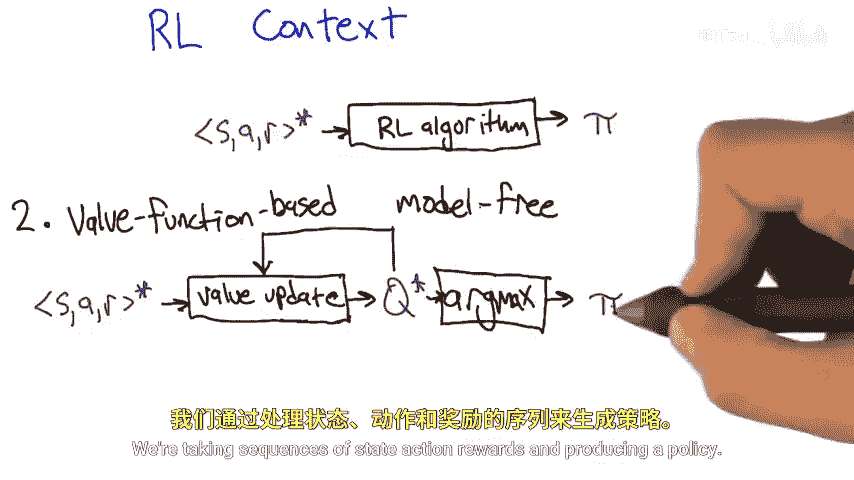 RL Context
<s,a,r>* → RL algorithm → π
2. Value-function-based model-free
<s,a,r>* → value update → Q* → argmax → π
我们通过处理状态、动作和奖励的序列来生成策略。
We're taking sequences of state action rewards and producing a policy.